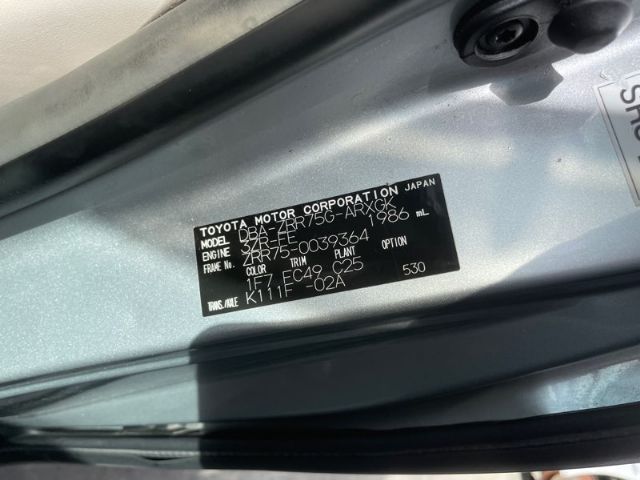 TOYOTA MOTOR CORPORATION JAPAN
MODEL DBA-ZRR75G-ARXGK
ENGINE 3ZR-FE 1986 mL
FRAME No. ZRR75-0039364
COLOR TRIM PLANT OPTION
1F7 FC49 C25 530
TRANS./AXLE K111F -02A